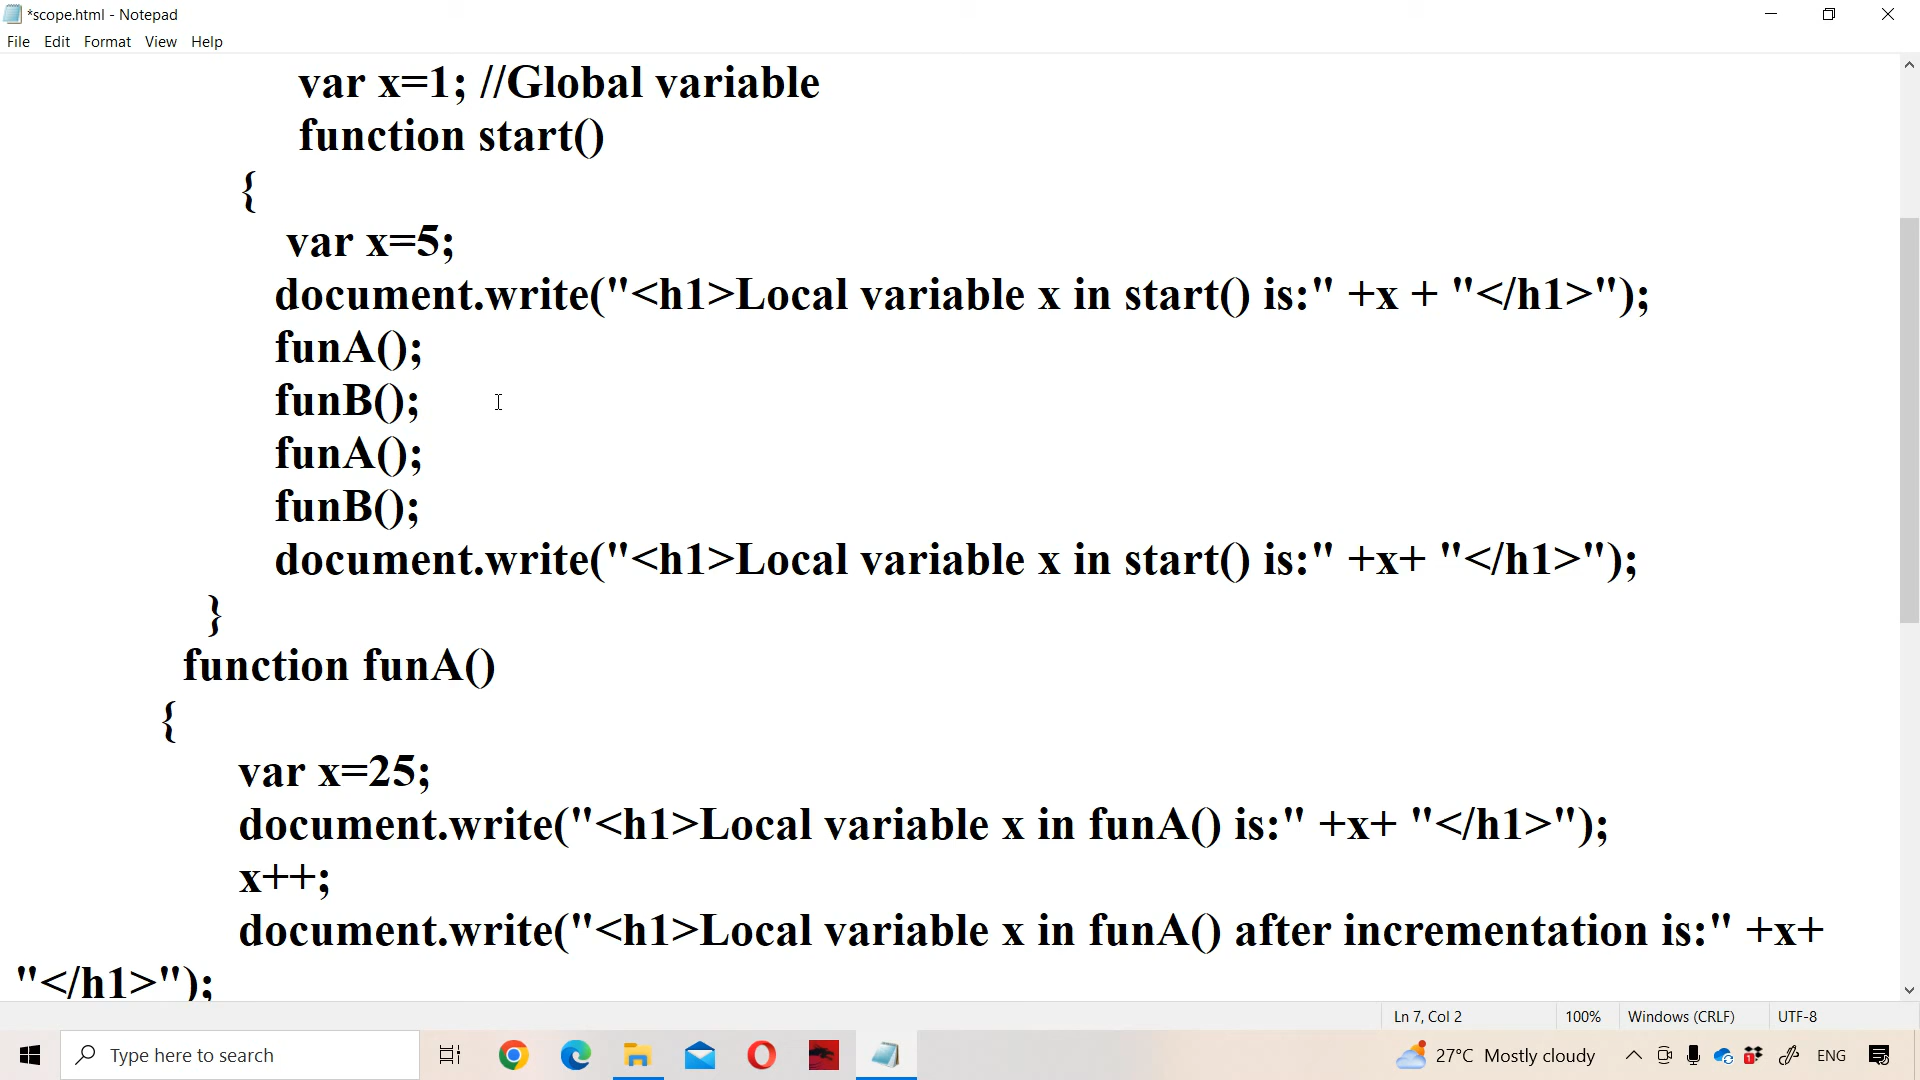 *scope.html - Notepad
File Edit Format View Help
var x=1; //Global variable
function start()
{
var x=5;
document.write("<h1>Local variable x in start() is:" +x + "</h1>");
funA();
funB();
funA();
funB();
document.write("<h1>Local variable x in start() is:" +x+ "</h1>");
}
function funA()
{
var x=25;
document.write("<h1>Local variable x in funA() is:" +x+ "</h1>");
x++;
document.write("<h1>Local variable x in funA() after incrementation is:" +x+
"</h1>");
Ln 7, Col 2 100% Windows (CRLF) UTF-8
Type here to search 27°C Mostly cloudy ENG